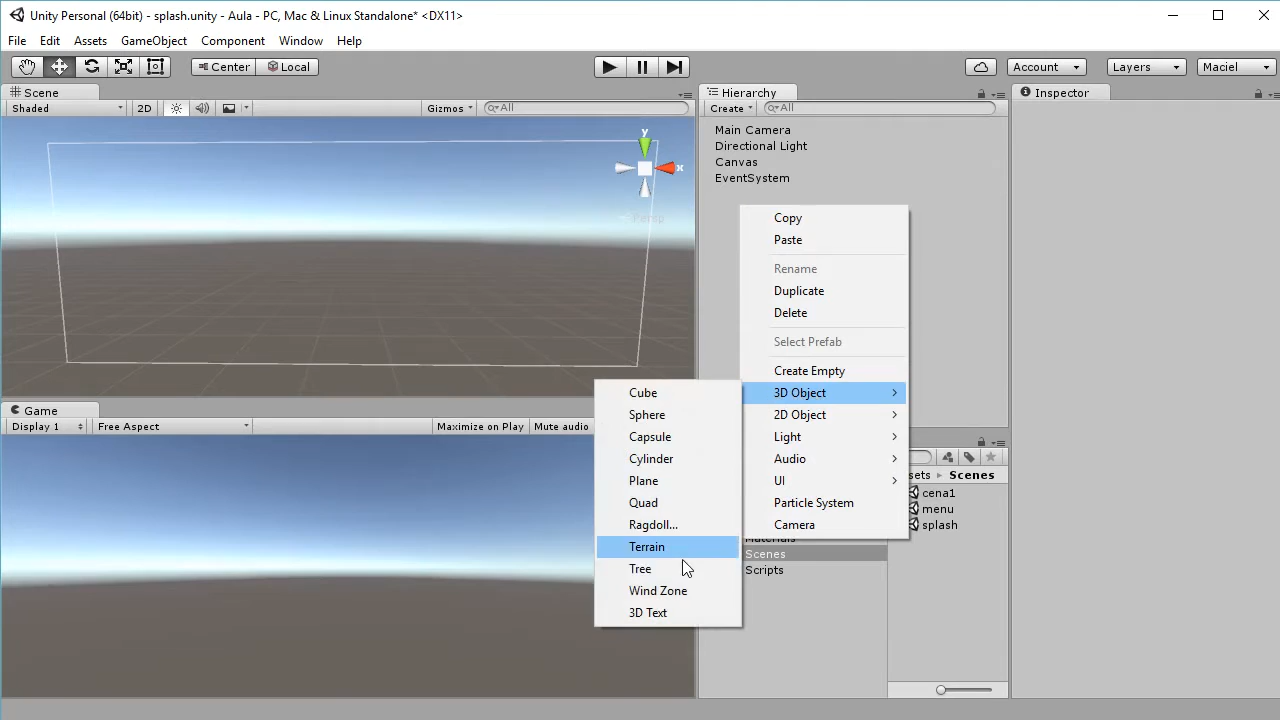 Unity Personal (64bit) - splash.unity - Aula - PC, Mac & Linux Standalone* <DX11>
File Edit Assets GameObject Component Window Help
Center Local Account Layers Maciel
Scene
Shaded 2D Gizmos All
Persp
y
x
Hierarchy
Create All
Main Camera
Directional Light
Canvas
EventSystem
Inspector
Copy
Paste
Rename
Duplicate
Delete
Select Prefab
Create Empty
3D Object
2D Object
Light
Audio
UI
Particle System
Camera
Cube
Sphere
Capsule
Cylinder
Plane
Quad
Ragdoll...
Terrain
Tree
Wind Zone
3D Text
Game
Display 1 Free Aspect Maximize on Play Mute audio
Scenes
cena1
menu
splash
Materials
Scenes
Scripts